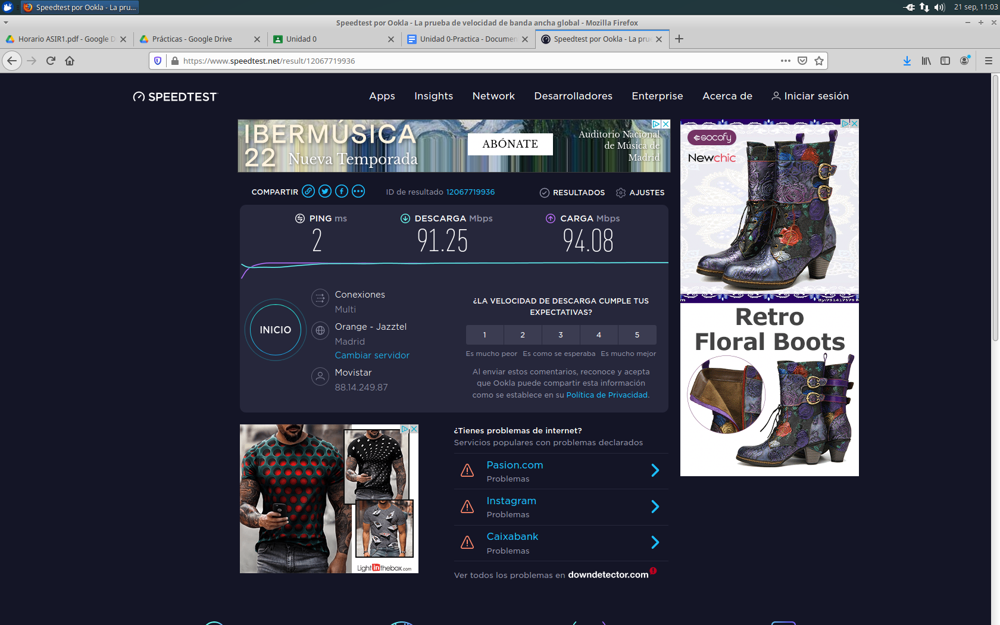 Speedtest por Ookla - La pru...
21 sep, 11:03
Speedtest por Ookla - La prueba de velocidad de banda ancha global - Mozilla Firefox
Horario ASIR1.pdf - Google D
Prácticas - Google Drive
Unidad 0
Unidad 0-Practica - Documen
Speedtest por Ookla - La prue
https://www.speedtest.net/result/12067719936
SPEEDTEST
Apps
Insights
Network
Desarrolladores
Enterprise
Acerca de
Iniciar sesión
IBERMÚSICA
22 Nueva Temporada
ABÓNATE
Auditorio Nacional
de Música de
Madrid
socofy
Newchic
COMPARTIR
ID de resultado 12067719936
RESULTADOS
AJUSTES
PING ms
2
DESCARGA Mbps
91.25
CARGA Mbps
94.08
INICIO
Conexiones
Multi
Orange - Jazztel
Madrid
Cambiar servidor
Movistar
88.14.249.87
¿LA VELOCIDAD DE DESCARGA CUMPLE TUS
EXPECTATIVAS?
1 2 3 4 5
Es mucho peor Es como se esperaba Es mucho mejor
Al enviar estos comentarios, reconoce y acepta
que Ookla puede compartir esta información
como se establece en su Política de Privacidad.
Retro
Floral Boots
Lightinthebox.com
¿Tienes problemas de internet?
Servicios populares con problemas declarados
Pasion.com
Problemas
Instagram
Problemas
Caixabank
Problemas
Ver todos los problemas en downdetector.com